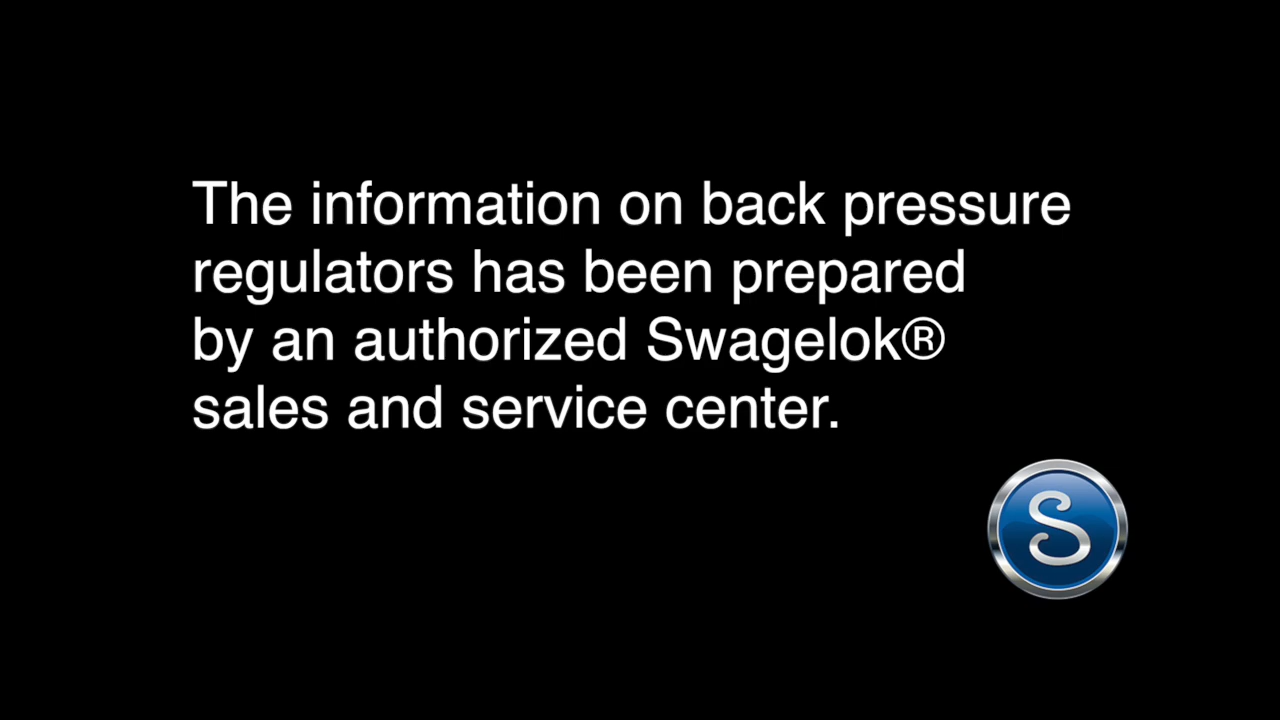 The information on back pressure
regulators has been prepared
by an authorized Swagelok®
sales and service center.
S